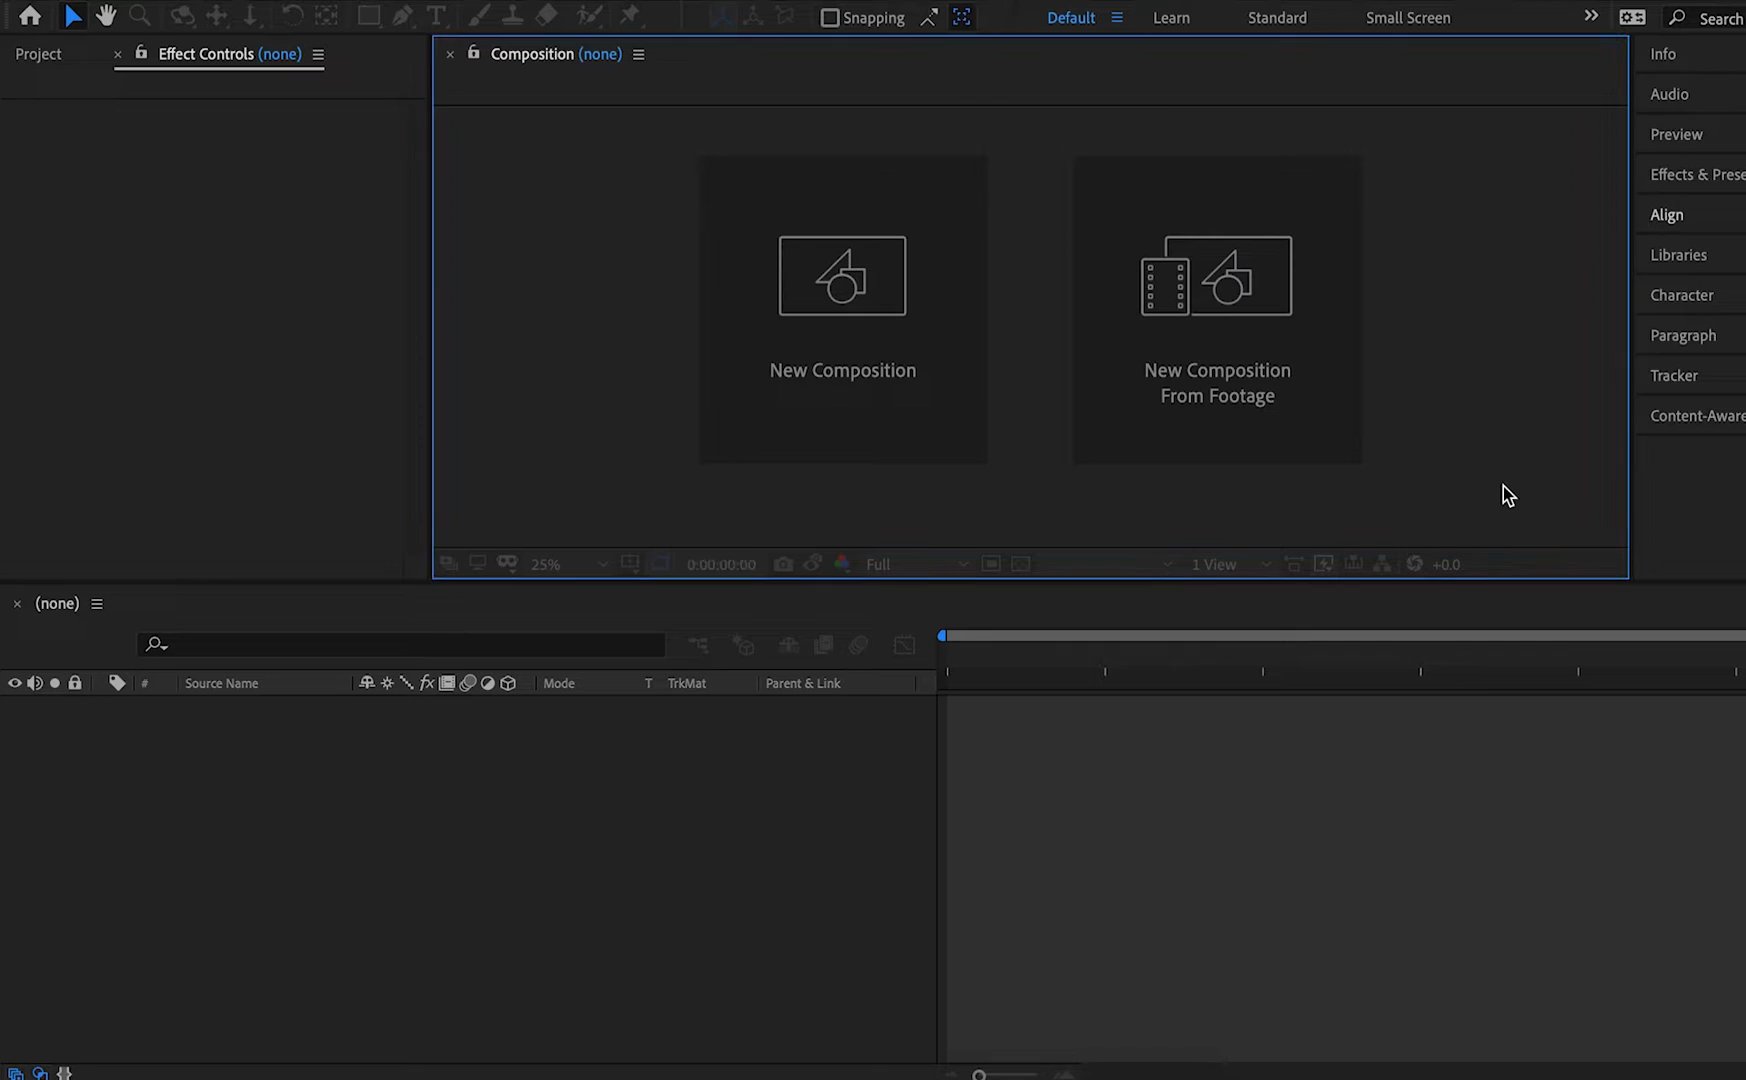 Snapping
Default
Learn
Standard
Small Screen
Search
Project
Effect Controls (none)
Composition (none)
Info
Audio
Preview
Effects & Prese
Align
Libraries
Character
Paragraph
Tracker
Content-Aware
New Composition
New Composition
From Footage
25%
0:00:00:00
Full
1 View
+0.0
(none)
# Source Name
fx
Mode
T TrkMat
Parent & Link